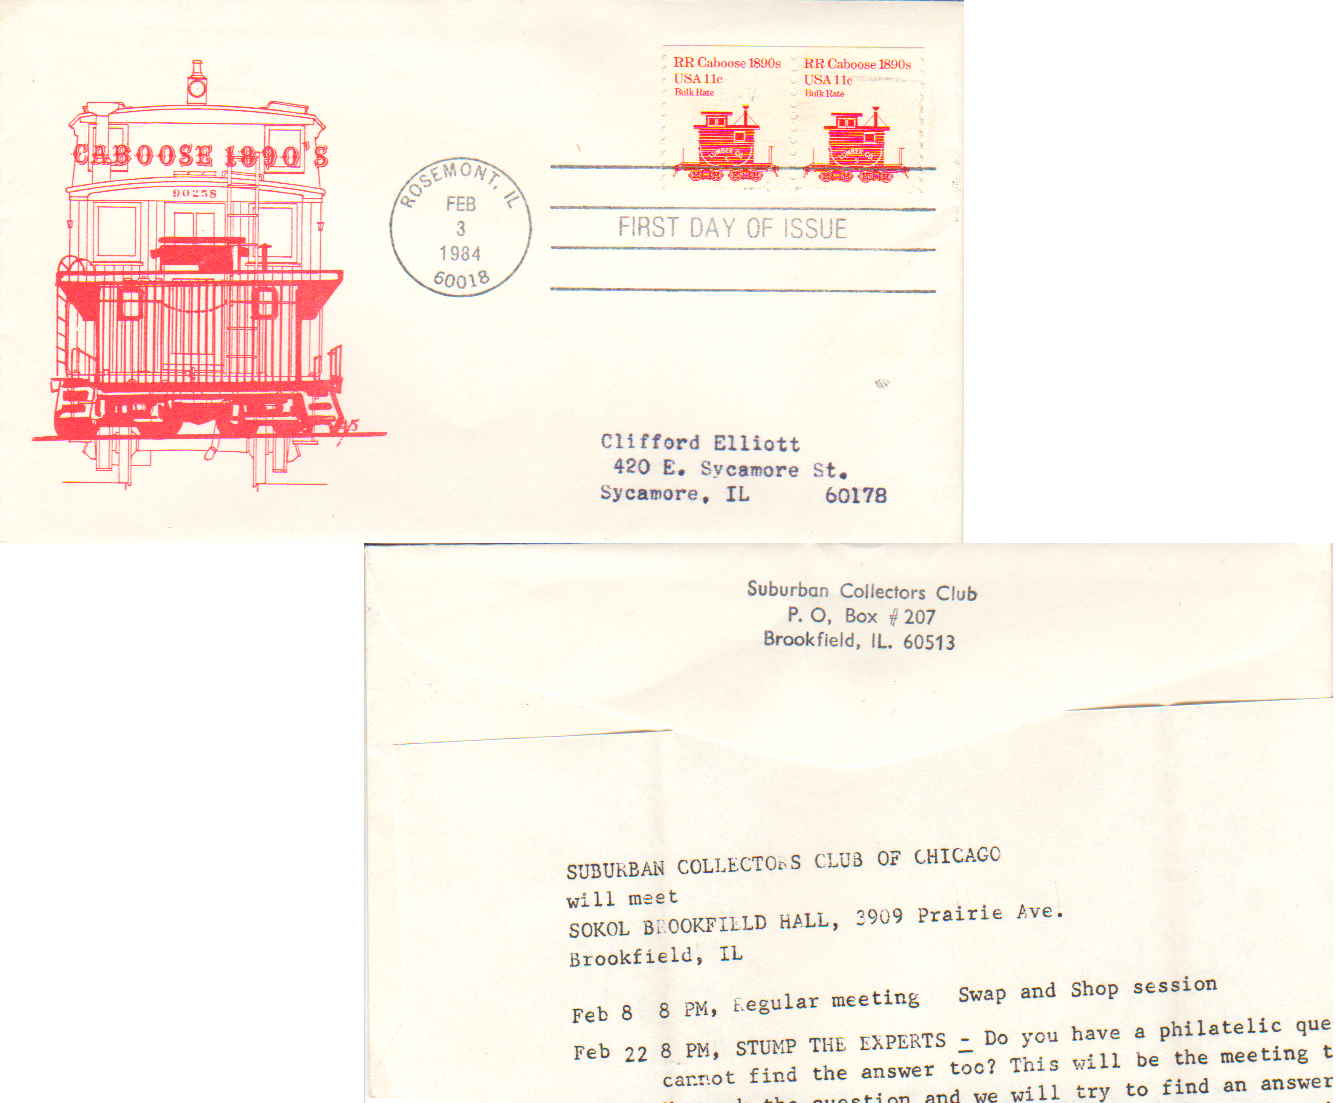 CABOOSE 1890'S
90258
RR Caboose 1890s
USA 11c
Bulk Rate
RR Caboose 1890s
USA 11c
Bulk Rate
ROSEMONT, IL
FEB
3
1984
60018
FIRST DAY OF ISSUE
Clifford Elliott
420 E. Sycamore St.
Sycamore, IL 60178
Suburban Collectors Club
P. O, Box # 207
Brookfield, IL. 60513
SUBURBAN COLLECTORS CLUB OF CHICAGO
will meet
SOKOL BROOKFIELD HALL, 3909 Prairie Ave.
Brookfield, IL
Feb 8 8 PM, Regular meeting Swap and Shop session
Feb 22 8 PM, STUMP THE EXPERTS - Do you have a philatelic que
cannot find the answer too? This will be the meeting t
the question and we will try to find an answer